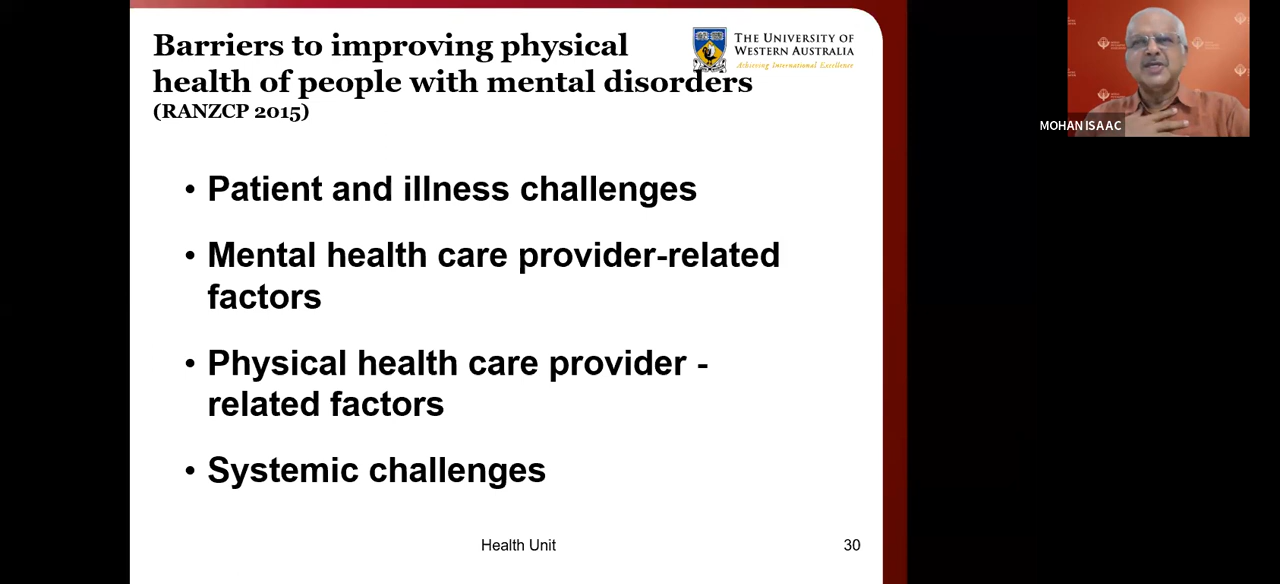 Barriers to improving physical
health of people with mental disorders
(RANZCP 2015)
THE UNIVERSITY OF
WESTERN AUSTRALIA
Achieving International Excellence
MOHAN ISAAC
• Patient and illness challenges
• Mental health care provider-related
factors
• Physical health care provider -
related factors
• Systemic challenges
Health Unit
30